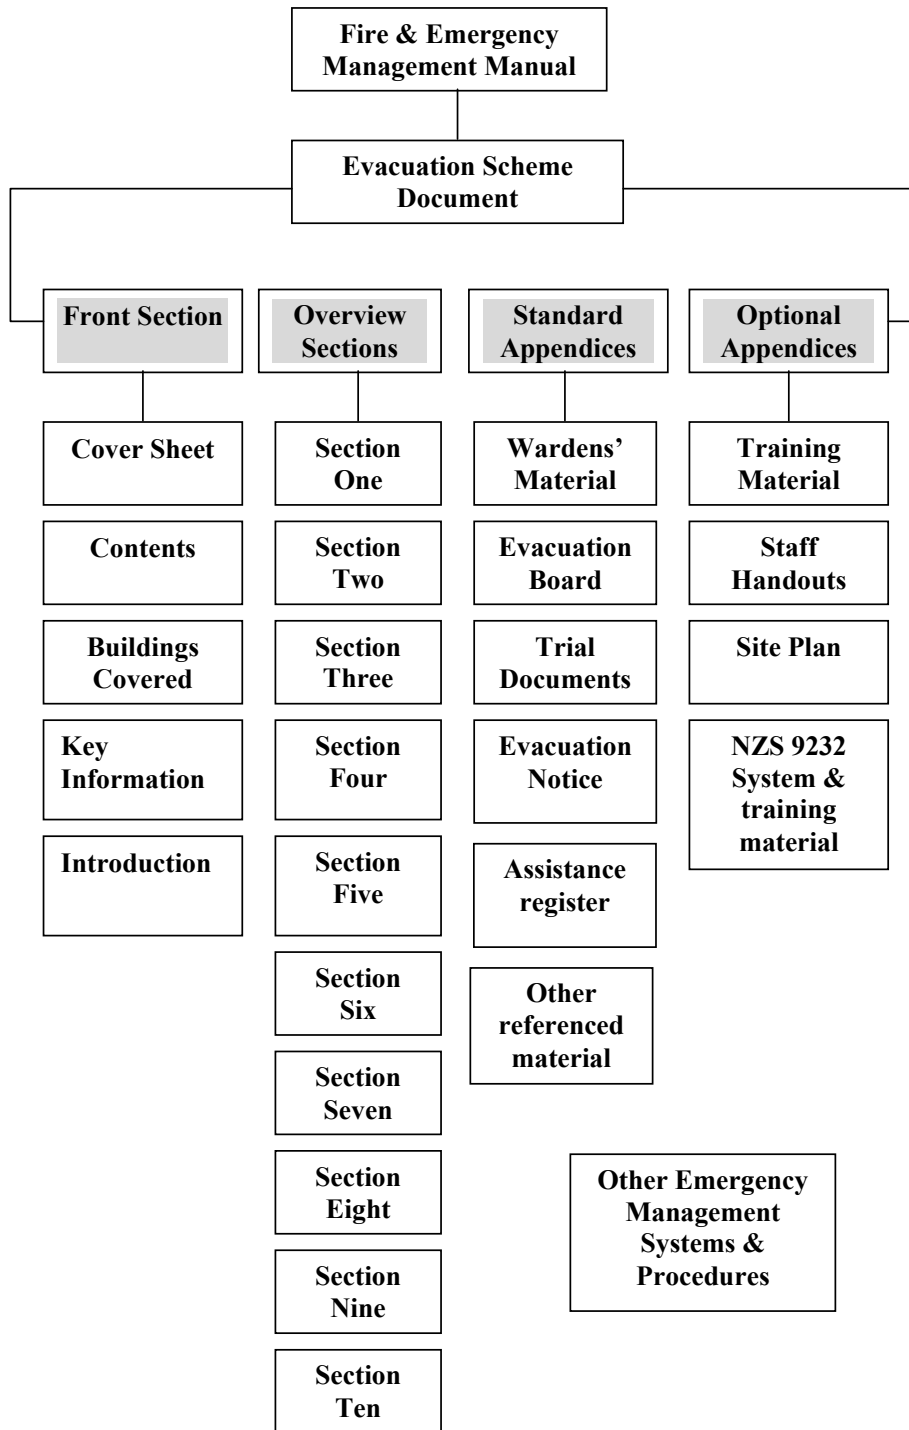 Fire & Emergency
Management Manual
Evacuation Scheme
Document
Front Section
Overview
Sections
Standard
Appendices
Optional
Appendices
Cover Sheet
Contents
Buildings
Covered
Key
Information
Introduction
Section
One
Section
Two
Section
Three
Section
Four
Section
Five
Section
Six
Section
Seven
Section
Eight
Section
Nine
Section
Ten
Wardens’
Material
Evacuation
Board
Trial
Documents
Evacuation
Notice
Assistance
register
Other
referenced
material
Training
Material
Staff
Handouts
Site Plan
NZS 9232
System &
training
material
Other Emergency
Management
Systems &
Procedures